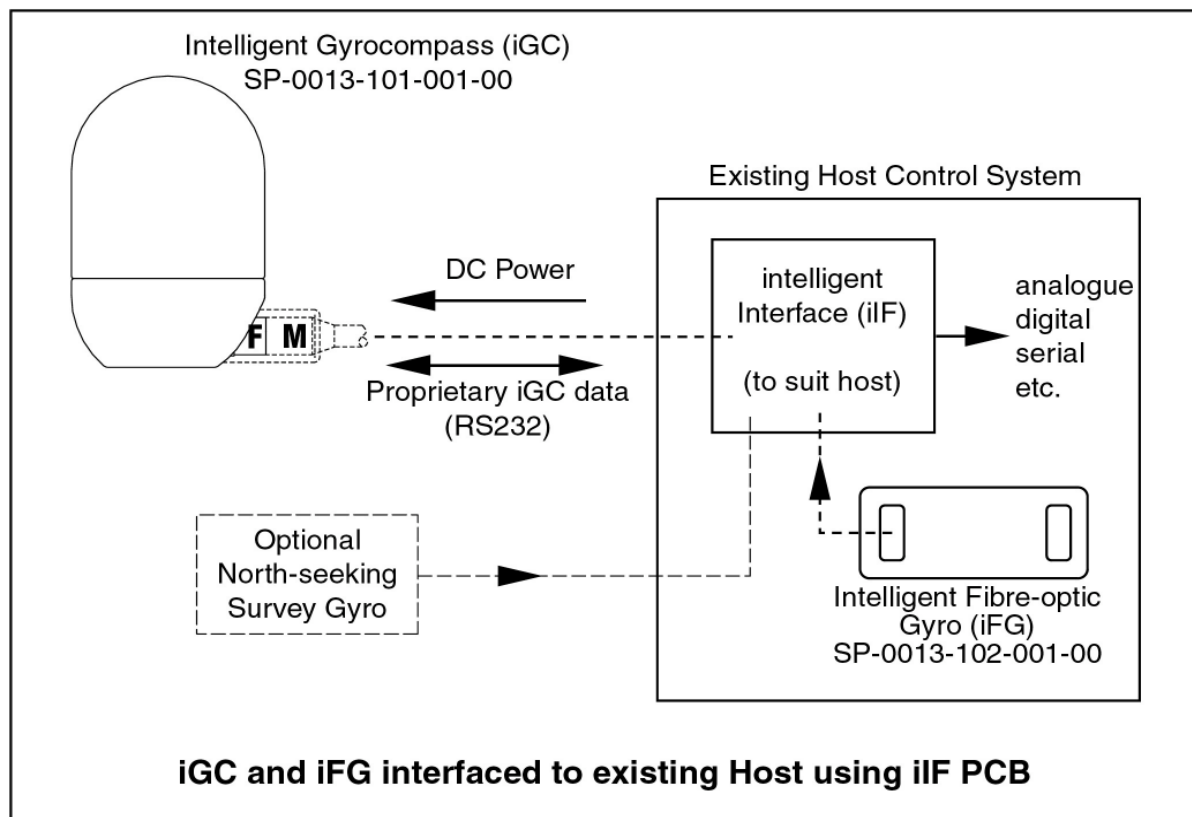 Intelligent Gyrocompass (iGC)
SP-0013-101-001-00
Existing Host Control System
DC Power
intelligent
Interface (iIF)
(to suit host)
analogue
digital
serial
etc.
F M
Proprietary iGC data
(RS232)
Optional
North-seeking
Survey Gyro
Intelligent Fibre-optic
Gyro (iFG)
SP-0013-102-001-00
iGC and iFG interfaced to existing Host using iIF PCB